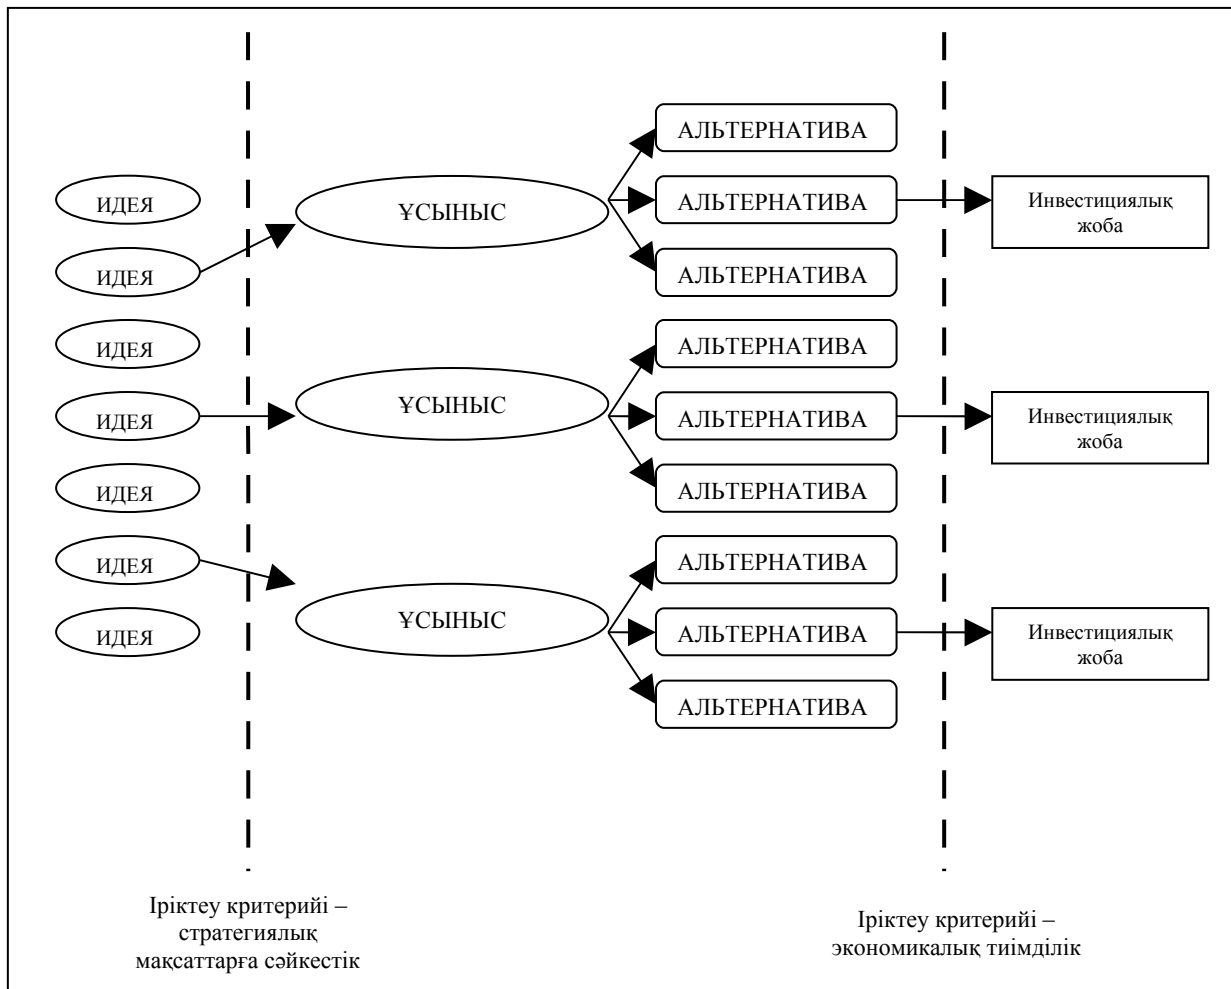 АЛЬТЕРНАТИВА
ИДЕЯ
ҰСЫНЫС
АЛЬТЕРНАТИВА
Инвестициялық
жоба
ИДЕЯ
АЛЬТЕРНАТИВА
ИДЕЯ
АЛЬТЕРНАТИВА
ИДЕЯ
ҰСЫНЫС
АЛЬТЕРНАТИВА
Инвестициялық
жоба
ИДЕЯ
АЛЬТЕРНАТИВА
ИДЕЯ
АЛЬТЕРНАТИВА
ИДЕЯ
ҰСЫНЫС
АЛЬТЕРНАТИВА
Инвестициялық
жоба
АЛЬТЕРНАТИВА
Іріктеу критерийі –
стратегиялық
мақсаттарға сәйкестік
Іріктеу критерийі –
экономикалық тиімділік